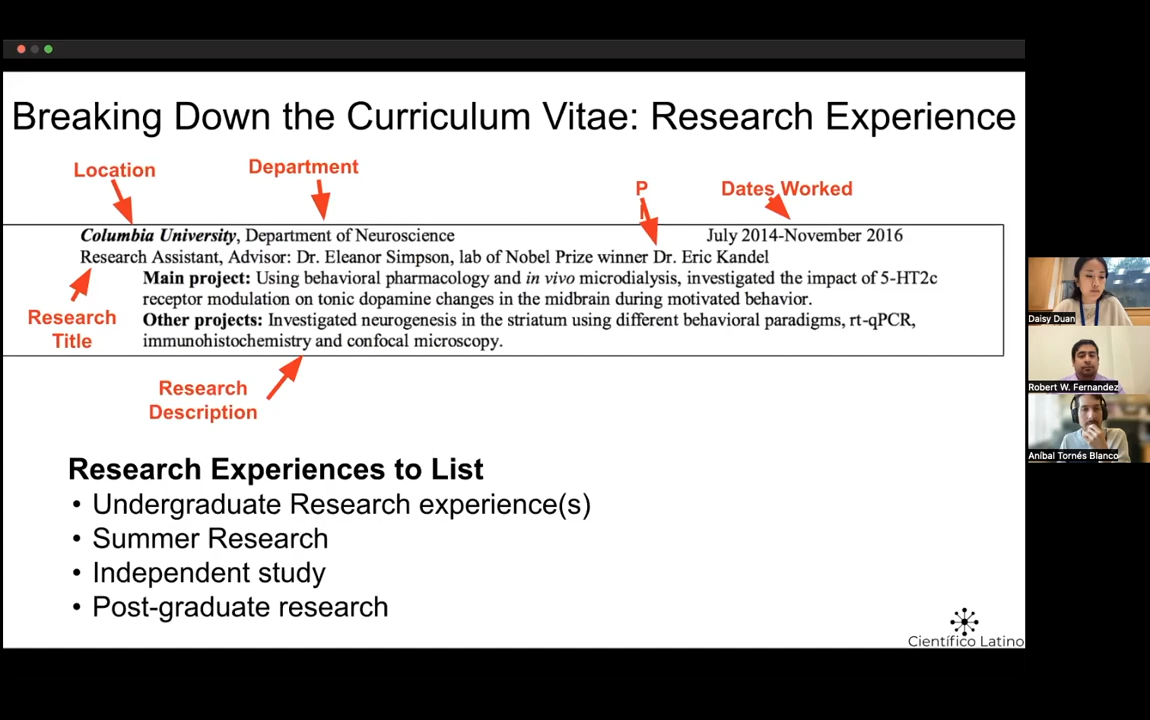 Breaking Down the Curriculum Vitae: Research Experience
Location
Department
P
I
Dates Worked
Columbia University, Department of Neuroscience
July 2014-November 2016
Research Assistant, Advisor: Dr. Eleanor Simpson, lab of Nobel Prize winner Dr. Eric Kandel
Main project: Using behavioral pharmacology and in vivo microdialysis, investigated the impact of 5-HT2c
receptor modulation on tonic dopamine changes in the midbrain during motivated behavior.
Other projects: Investigated neurogenesis in the striatum using different behavioral paradigms, rt-qPCR,
immunohistochemistry and confocal microscopy.
Research
Title
Research
Description
Research Experiences to List
• Undergraduate Research experience(s)
• Summer Research
• Independent study
• Post-graduate research
Científico Latino
Daisy Duan
Robert W. Fernandez
Aníbal Tornés Blanco